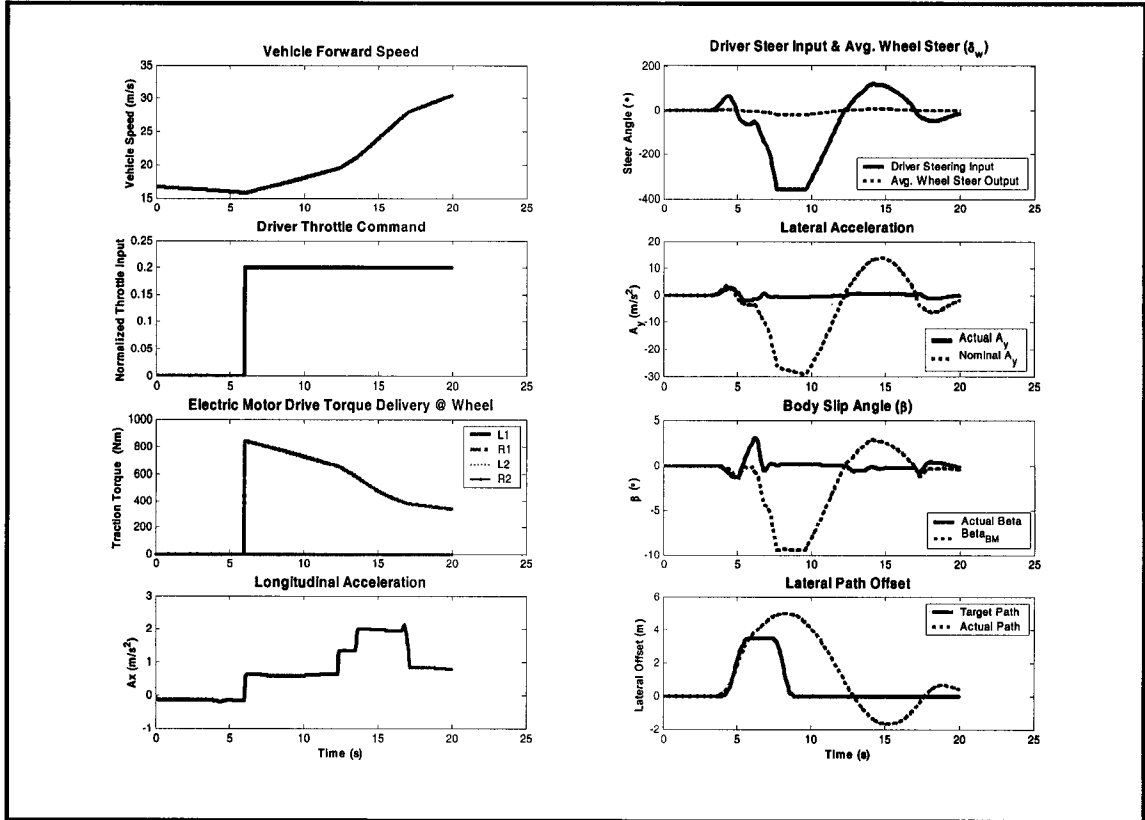 Vehicle Forward Speed
Vehicle Speed (m/s)
35
30
25
20
15
0 5 10 15 20 25
Driver Throttle Command
Normalized Throttle Input
0.25
0.2
0.15
0.1
0.05
0
0 5 10 15 20 25
Electric Motor Drive Torque Delivery @ Wheel
Traction Torque (Nm)
1000
800
600
400
200
0
0 5 10 15 20 25
L1
R1
L2
R2
Longitudinal Acceleration
Ax (m/s²)
3
2
1
0
-1
0 5 10 15 20 25
Time (s)
Driver Steer Input & Avg. Wheel Steer (δw)
Steer Angle (°)
200
0
-200
-400
0 5 10 15 20 25
Driver Steering Input
Avg. Wheel Steer Output
Lateral Acceleration
Ay (m/s²)
20
10
0
-10
-20
-30
0 5 10 15 20 25
Actual Ay
Nominal Ay
Body Slip Angle (β)
β (°)
5
0
-5
-10
0 5 10 15 20 25
Actual Beta
BetaBM
Lateral Path Offset
Lateral Offset (m)
6
4
2
0
-2
0 5 10 15 20 25
Target Path
Actual Path
Time (s)